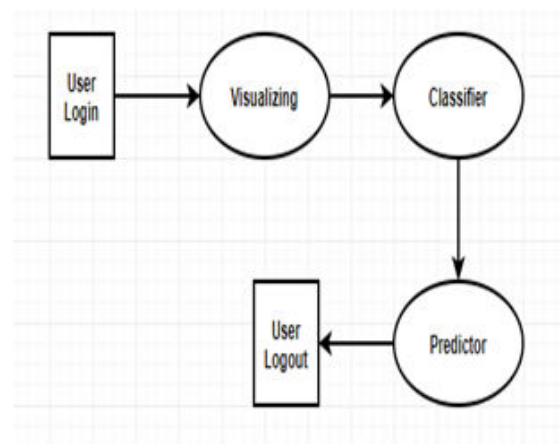 User
Login
Visualizing
Classifier
Predictor
User
Logout